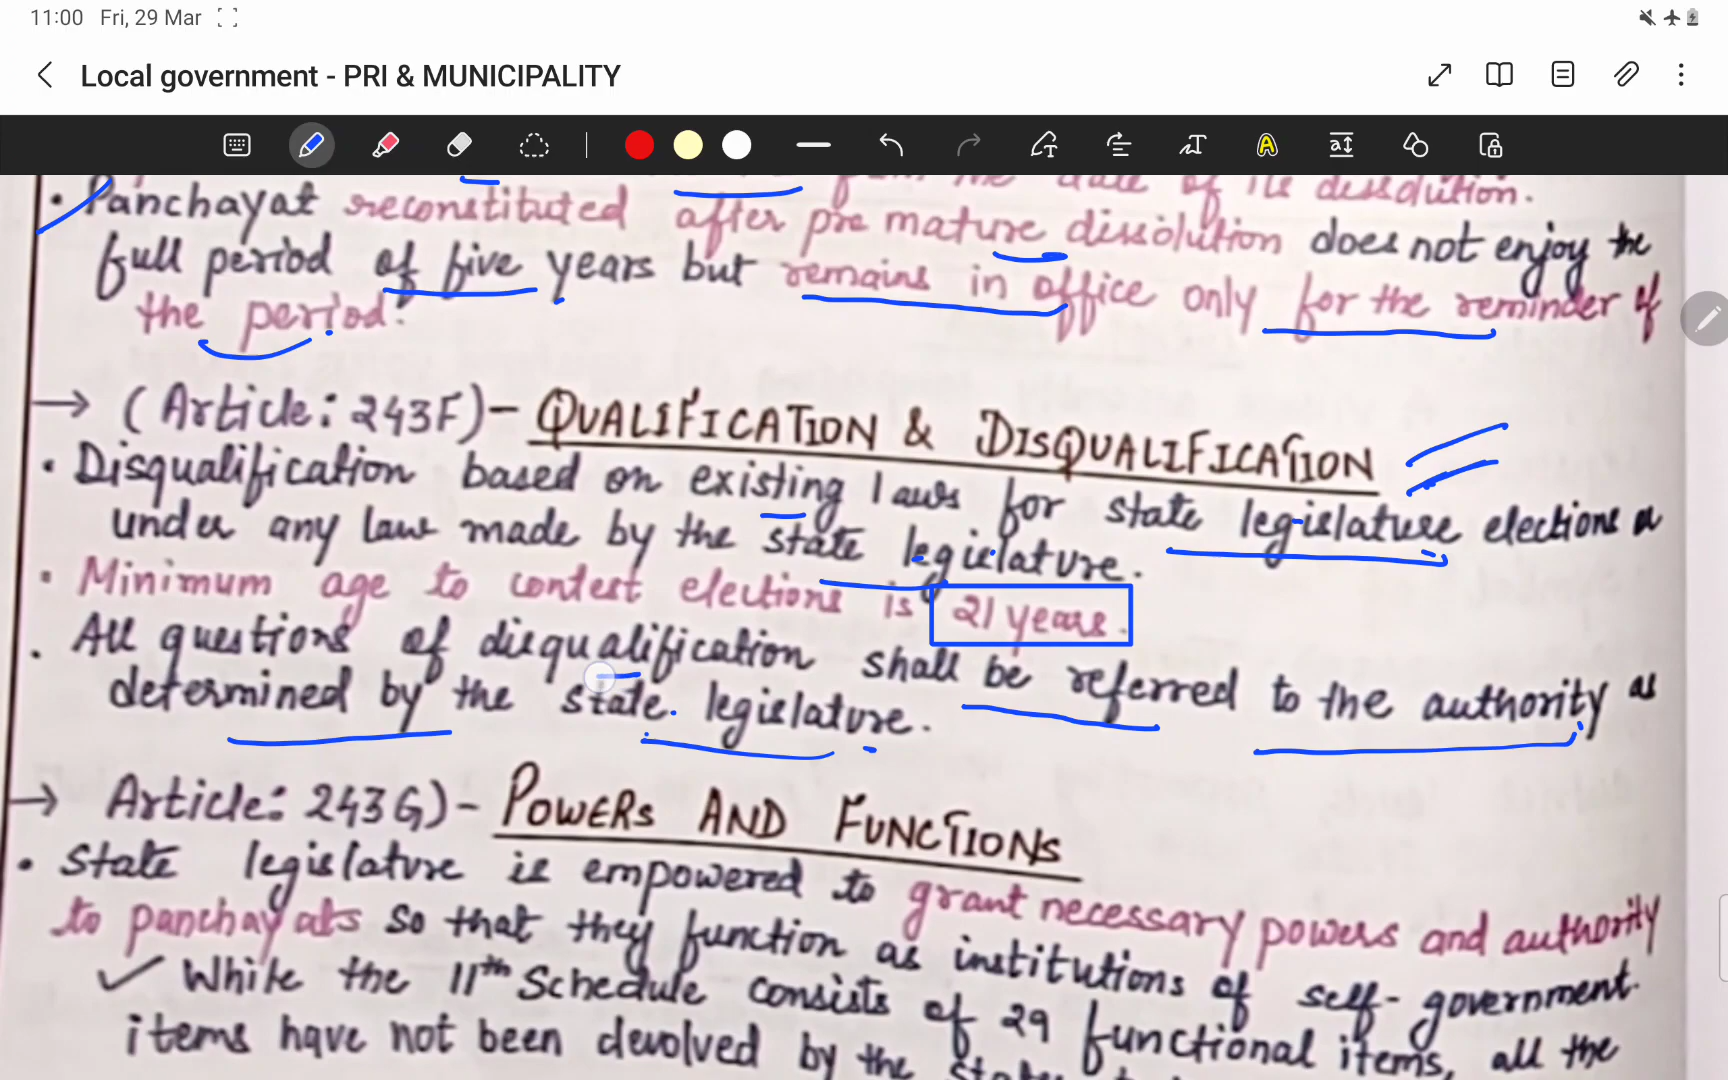 11:00 Fri, 29 Mar
Local government - PRI & MUNICIPALITY
the date of its dissolution.
• Panchayat reconstituted after pre mature dissolution does not enjoy the
full period of five years but remains in office only for the reminder of
the period.
→ (Article: 243F) - QUALIFICATION & DISQUALIFICATION
• Disqualification based on existing laws for state legislature elections or
under any law made by the state legislature.
• Minimum age to contest elections is 21 years.
• All questions of disqualification shall be referred to the authority as
determined by the state legislature.
→ Article: 243G) - POWERS AND FUNCTIONS
• State legislature is empowered to grant necessary powers and authority
to panchayats so that they function as institutions of self-government.
✓ While the 11th Schedule consists of 29 functional items, all the
items have not been devolved by the